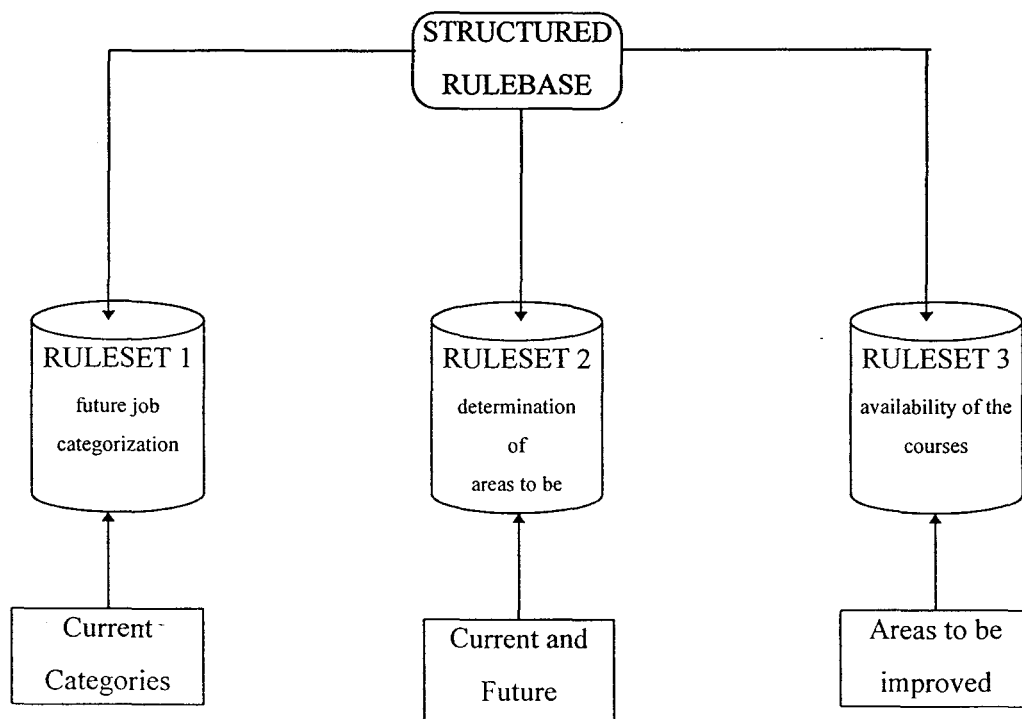 STRUCTURED
RULEBASE
RULESET 1
future job
categorization
RULESET 2
determination
of
areas to be
RULESET 3
availability of the
courses
Current
Categories
Current and
Future
Areas to be
improved